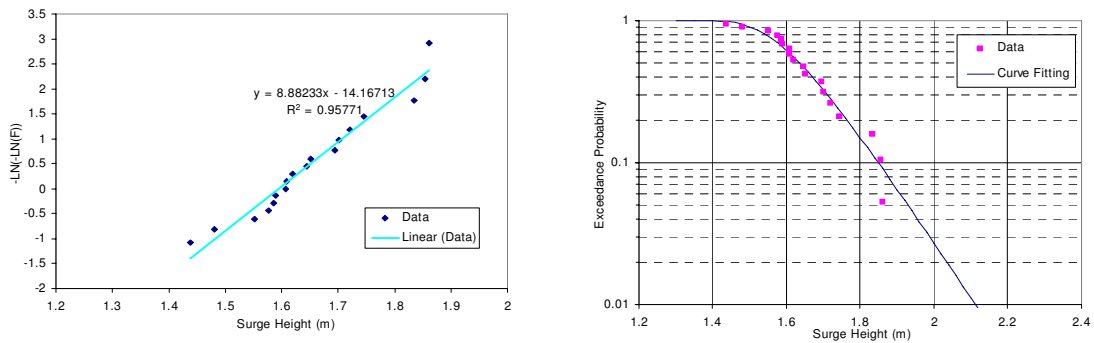 3.5
3
2.5
2
1.5
1
0.5
0
-0.5
-1
-1.5
-2
-LN(-LN(F))
y = 8.88233x - 14.16713
R² = 0.95771
Data
Linear (Data)
1.2 1.3 1.4 1.5 1.6 1.7 1.8 1.9 2
Surge Height (m)
1
0.1
0.01
Exceedance Probability
Data
Curve Fitting
1.2 1.4 1.6 1.8 2 2.2 2.4
Surge Height (m)